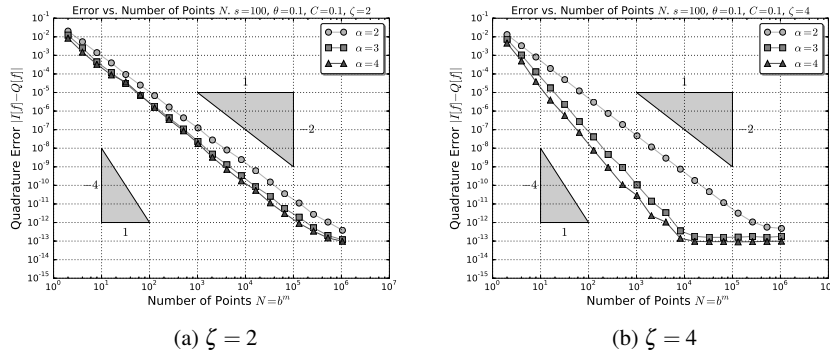 Error vs. Number of Points N. s=100, θ=0.1, C=0.1, ζ=2
Quadrature Error |I[f]−Q[f]|
10^-1
10^-2
10^-3
10^-4
10^-5
10^-6
10^-7
10^-8
10^-9
10^-10
10^-11
10^-12
10^-13
10^-14
10^-15
α=2
α=3
α=4
1
−2
−4
1
10^0 10^1 10^2 10^3 10^4 10^5 10^6 10^7
Number of Points N=b^m
(a) ζ = 2
Error vs. Number of Points N. s=100, θ=0.1, C=0.1, ζ=4
Quadrature Error |I[f]−Q[f]|
10^-1
10^-2
10^-3
10^-4
10^-5
10^-6
10^-7
10^-8
10^-9
10^-10
10^-11
10^-12
10^-13
10^-14
10^-15
α=2
α=3
α=4
1
−2
−4
1
10^0 10^1 10^2 10^3 10^4 10^5 10^6 10^7
Number of Points N=b^m
(b) ζ = 4